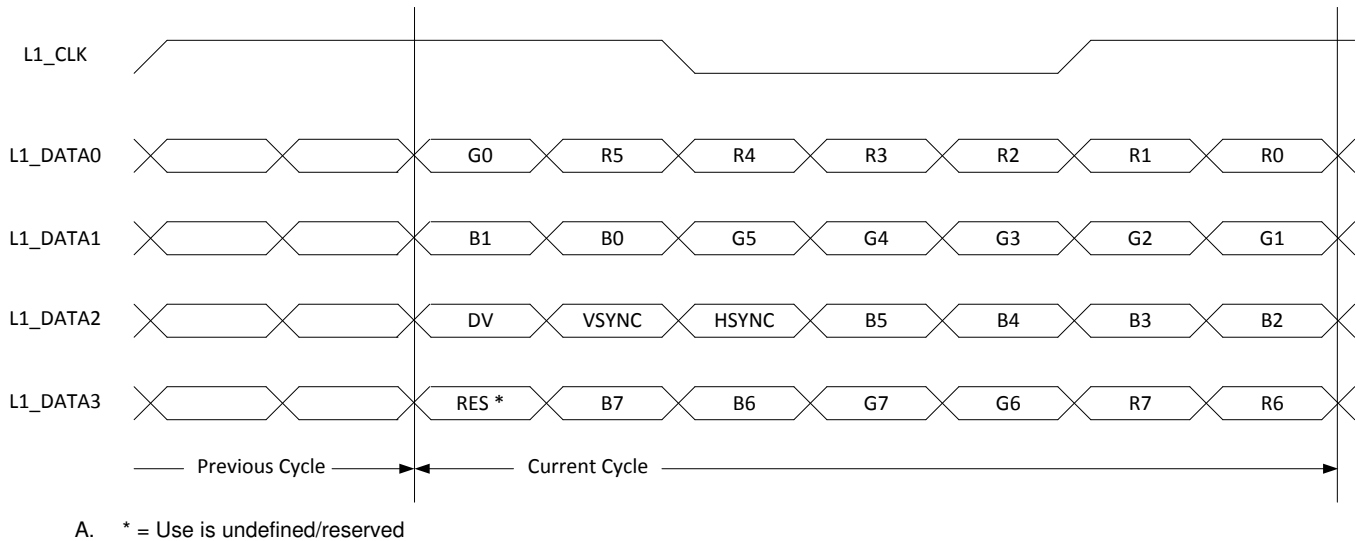 L1_CLK
L1_DATA0 G0 R5 R4 R3 R2 R1 R0
L1_DATA1 B1 B0 G5 G4 G3 G2 G1
L1_DATA2 DV VSYNC HSYNC B5 B4 B3 B2
L1_DATA3 RES * B7 B6 G7 G6 R7 R6
Previous Cycle Current Cycle
A. * = Use is undefined/reserved